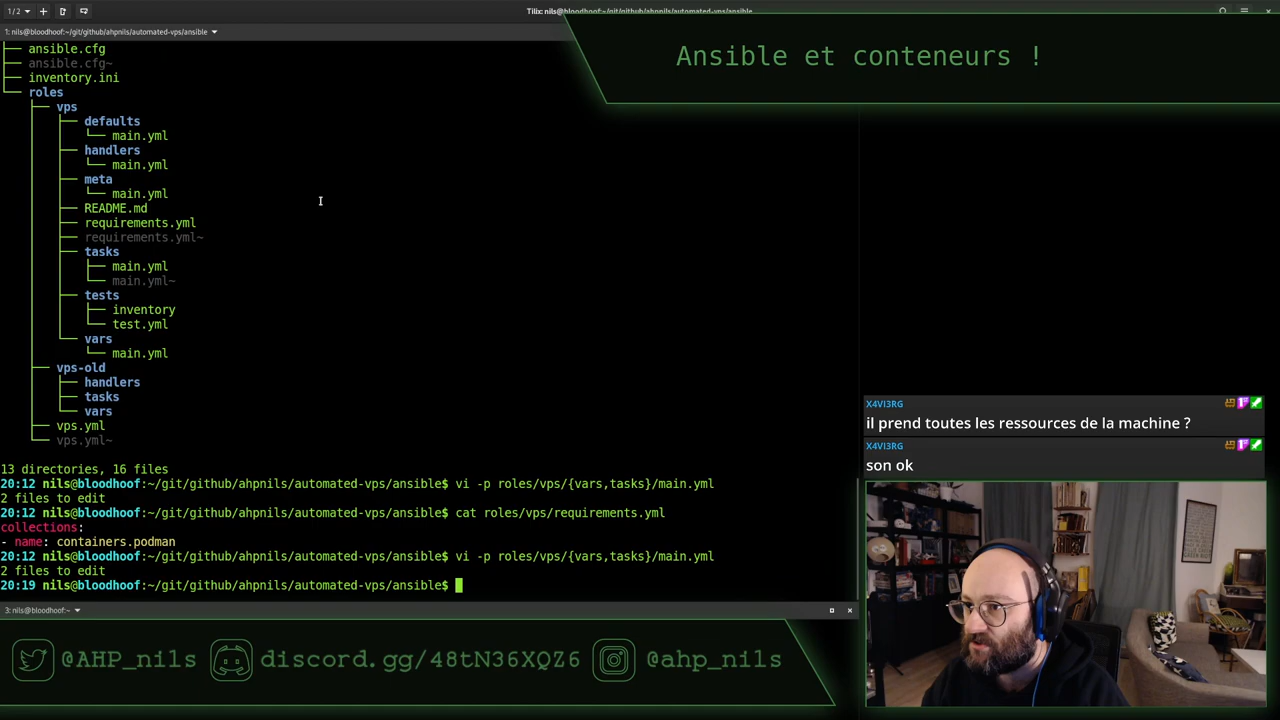 1 / 2
Tilix: nils@bloodhoof:~/git/github/ahpnils/automated-vps/ansible
1: nils@bloodhoof:~/git/github/ahpnils/automated-vps/ansible
Ansible et conteneurs !
├── ansible.cfg
├── ansible.cfg~
├── inventory.ini
└── roles
├── vps
│   ├── defaults
│   │   └── main.yml
│   ├── handlers
│   │   └── main.yml
│   ├── meta
│   │   └── main.yml
│   ├── README.md
│   ├── requirements.yml
│   ├── requirements.yml~
│   ├── tasks
│   │   ├── main.yml
│   │   └── main.yml~
│   ├── tests
│   │   ├── inventory
│   │   └── test.yml
│   └── vars
│       └── main.yml
├── vps-old
│   ├── handlers
│   ├── tasks
│   └── vars
├── vps.yml
└── vps.yml~
13 directories, 16 files
20:12 nils@bloodhoof:~/git/github/ahpnils/automated-vps/ansible$ vi -p roles/vps/{vars,tasks}/main.yml
2 files to edit
20:12 nils@bloodhoof:~/git/github/ahpnils/automated-vps/ansible$ cat roles/vps/requirements.yml
collections:
- name: containers.podman
20:12 nils@bloodhoof:~/git/github/ahpnils/automated-vps/ansible$ vi -p roles/vps/{vars,tasks}/main.yml
2 files to edit
20:19 nils@bloodhoof:~/git/github/ahpnils/automated-vps/ansible$
3: nils@bloodhoof:~
@AHP_nils discord.gg/48tN36XQZ6 @ahp_nils
X4VI3RG
il prend toutes les ressources de la machine ?
X4VI3RG
son ok